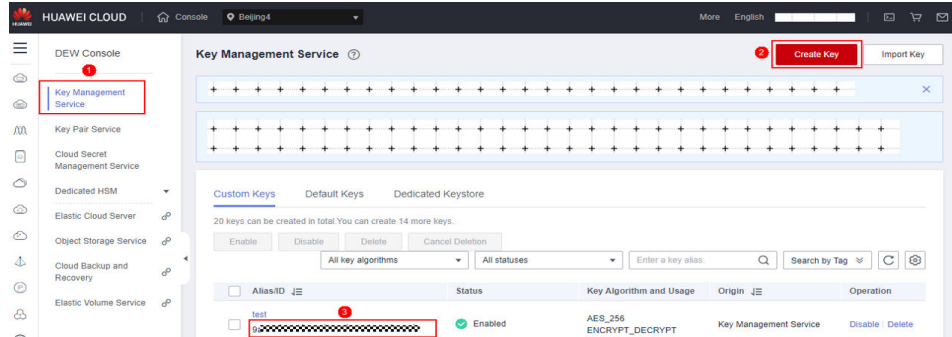 HUAWEI
HUAWEI CLOUD
Console
Beijing4
More
English
DEW Console
1
Key Management
Service
Key Pair Service
Cloud Secret
Management Service
Dedicated HSM
Elastic Cloud Server
Object Storage Service
Cloud Backup and
Recovery
Elastic Volume Service
Key Management Service
2
Create Key
Import Key
Custom Keys
Default Keys
Dedicated Keystore
20 keys can be created in total.You can create 14 more keys.
Enable
Disable
Delete
Cancel Deletion
All key algorithms
All statuses
Enter a key alias.
Search by Tag
Alias/ID
Status
Key Algorithm and Usage
Origin
Operation
test
3
9a
Enabled
AES_256
ENCRYPT_DECRYPT
Key Management Service
Disable
Delete